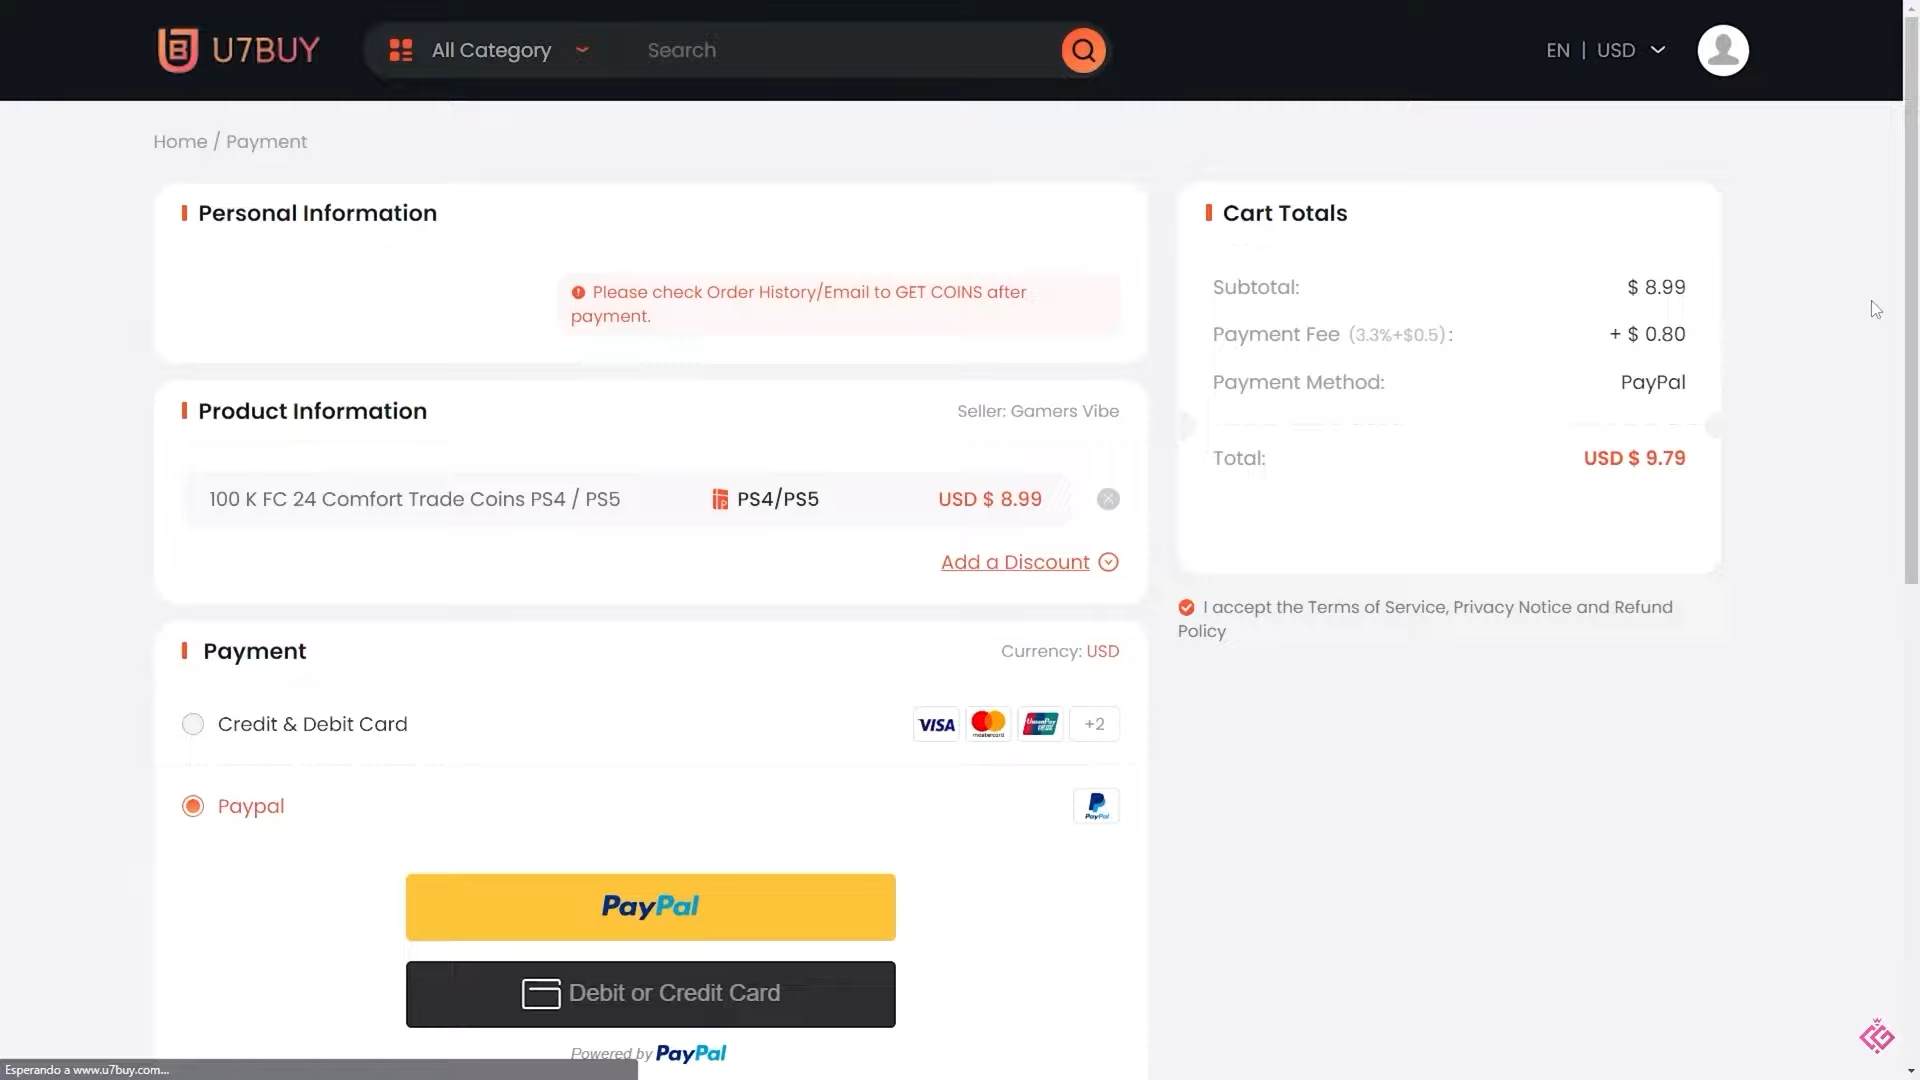 U7BUY
All Category
Search
EN | USD
Home / Payment
Personal Information
Please check Order History/Email to GET COINS after
payment.
Product Information
Seller: Gamers Vibe
100 K FC 24 Comfort Trade Coins PS4 / PS5
PS4/PS5
USD $ 8.99
Add a Discount
Payment
Currency: USD
Credit & Debit Card
VISA
mastercard
UnionPay
+2
Paypal
PayPal
PayPal
Debit or Credit Card
Powered by PayPal
Cart Totals
Subtotal: $ 8.99
Payment Fee (3.3%+$0.5): + $ 0.80
Payment Method: PayPal
Total: USD $ 9.79
I accept the Terms of Service, Privacy Notice and Refund
Policy
Esperando a www.u7buy.com...